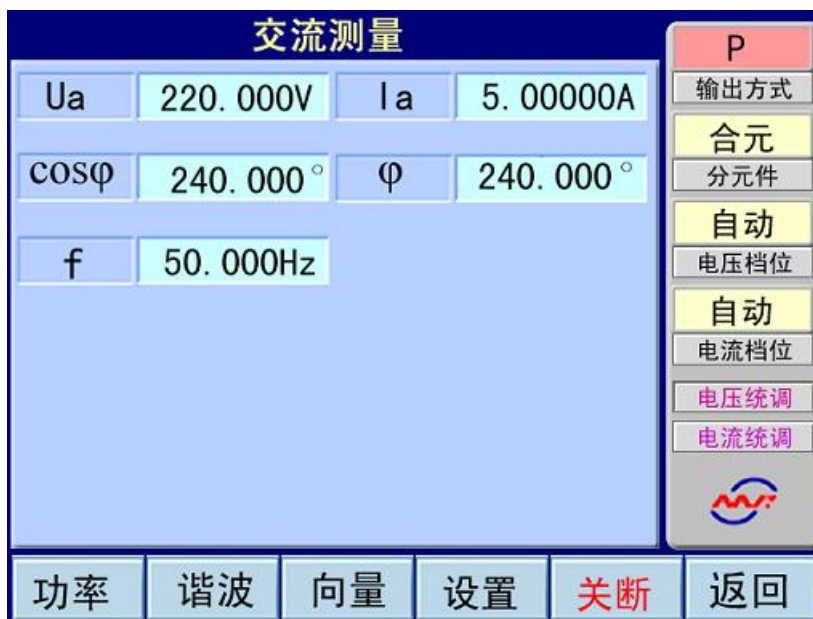 交流测量
Ua 220.000V Ia 5.00000A
cosφ 240.000° φ 240.000°
f 50.000Hz
P
输出方式
合元
分元件
自动
电压档位
自动
电流档位
电压统调
电流统调
功率 谐波 向量 设置 关断 返回